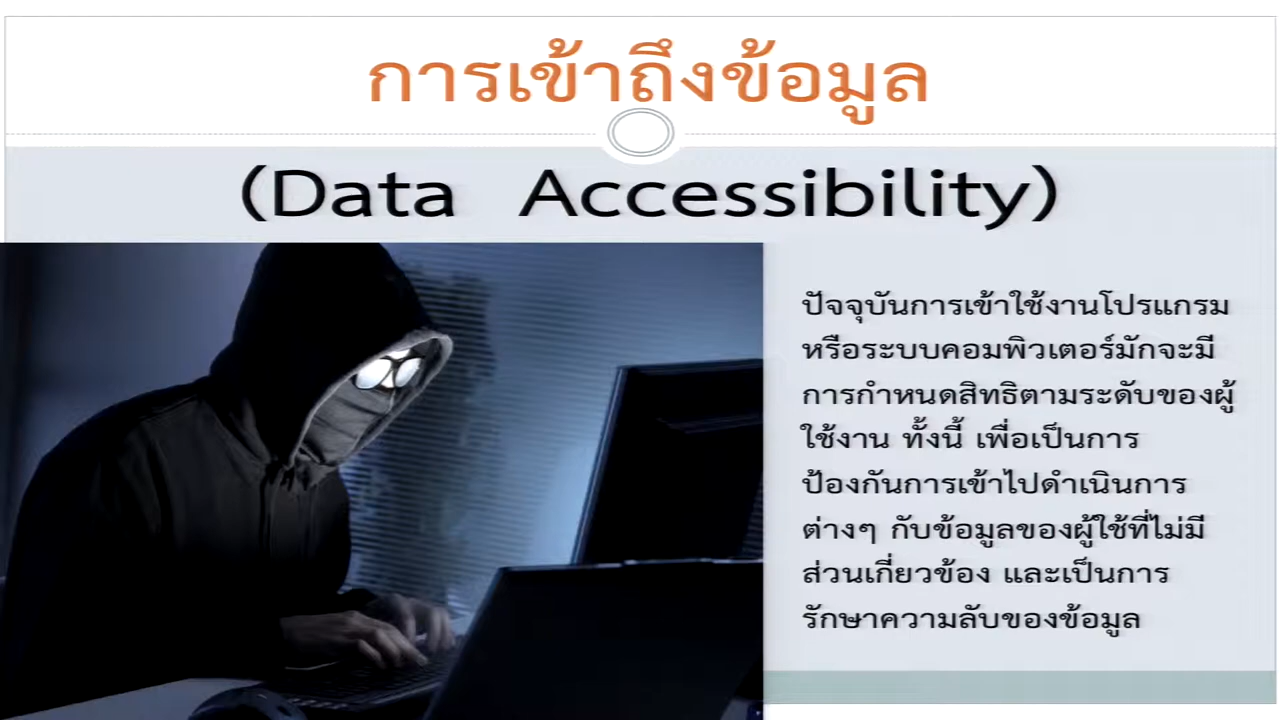 การเข้าถึงข้อมูล
(Data Accessibility)
ปัจจุบันการเข้าใช้งานโปรแกรม
หรือระบบคอมพิวเตอร์มักจะมี
การกำหนดสิทธิตามระดับของผู้
ใช้งาน ทั้งนี้ เพื่อเป็นการ
ป้องกันการเข้าไปดำเนินการ
ต่างๆ กับข้อมูลของผู้ใช้ที่ไม่มี
ส่วนเกี่ยวข้อง และเป็นการ
รักษาความลับของข้อมูล